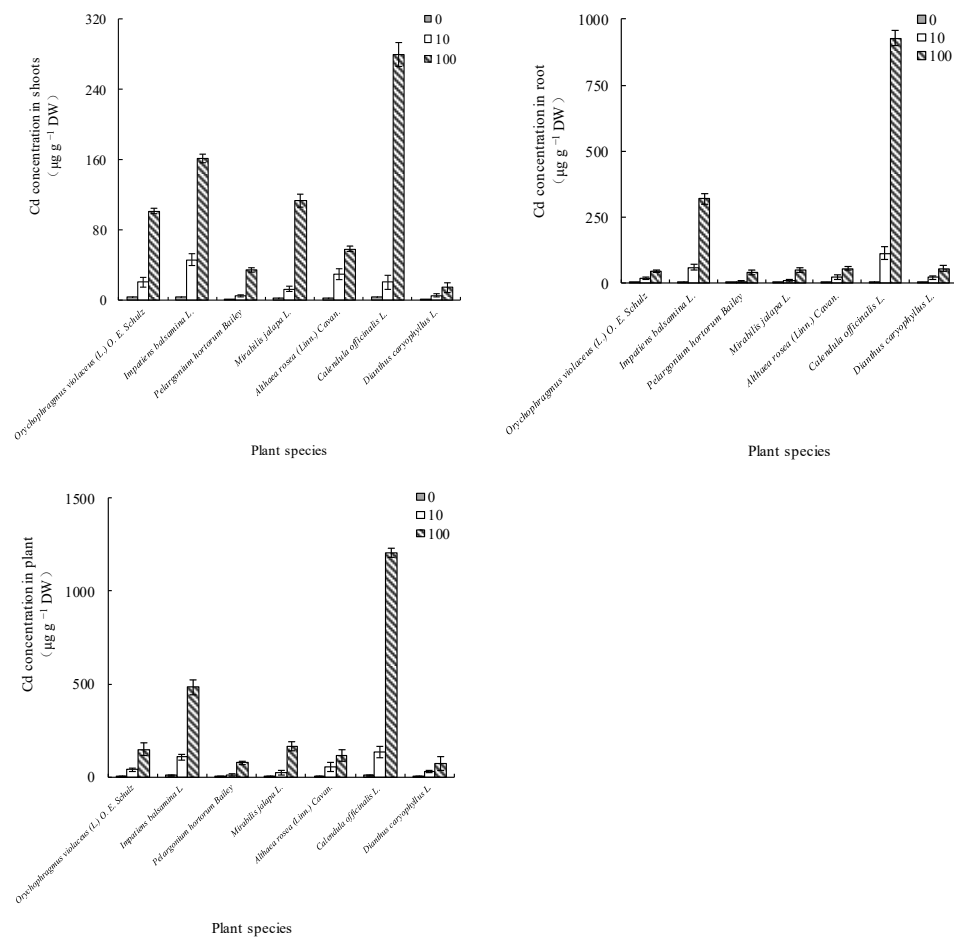 320
240
160
80
0
Cd concentration in shoots
(μg g⁻¹ DW)
0
10
100
Orychophragmus violaceus (L.) O. E. Schulz
Impatiens balsamina L.
Pelargonium hortorum Bailey
Mirabilis jalapa L.
Althaea rosea (Linn.) Cavan.
Calendula officinalis L.
Dianthus caryophyllus L.
Plant species
1000
750
500
250
0
Cd concentration in root
(μg g⁻¹ DW)
0
10
100
Orychophragmus violaceus (L.) O. E. Schulz
Impatiens balsamina L.
Pelargonium hortorum Bailey
Mirabilis jalapa L.
Althaea rosea (Linn.) Cavan.
Calendula officinalis L.
Dianthus caryophyllus L.
Plant species
1500
1000
500
0
Cd concentration in plant
(μg g⁻¹ DW)
0
10
100
Orychophragmus violaceus (L.) O. E. Schulz
Impatiens balsamina L.
Pelargonium hortorum Bailey
Mirabilis jalapa L.
Althaea rosea (Linn.) Cavan.
Calendula officinalis L.
Dianthus caryophyllus L.
Plant species